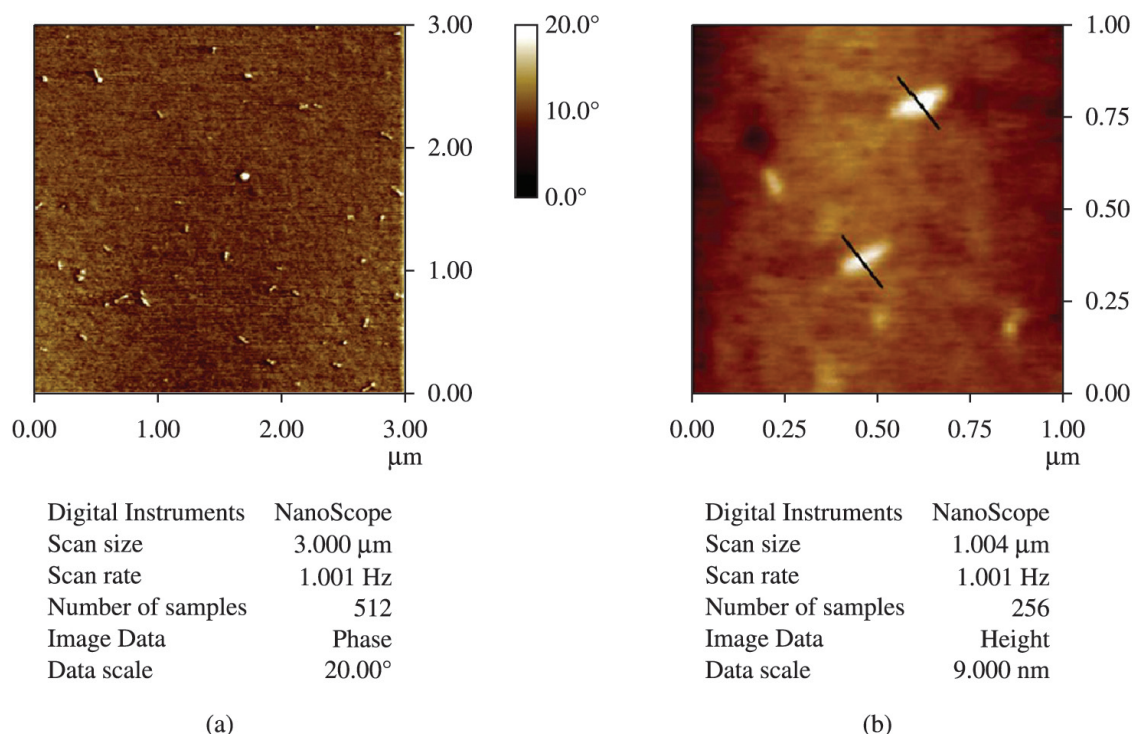 3.00
2.00
1.00
0.00
0.00
1.00
2.00
3.00
μm
20.0°
10.0°
0.0°
Digital Instruments NanoScope
Scan size 3.000 μm
Scan rate 1.001 Hz
Number of samples 512
Image Data Phase
Data scale 20.00°
(a)
1.00
0.75
0.50
0.25
0.00
0.00
0.25
0.50
0.75
1.00
μm
Digital Instruments NanoScope
Scan size 1.004 μm
Scan rate 1.001 Hz
Number of samples 256
Image Data Height
Data scale 9.000 nm
(b)